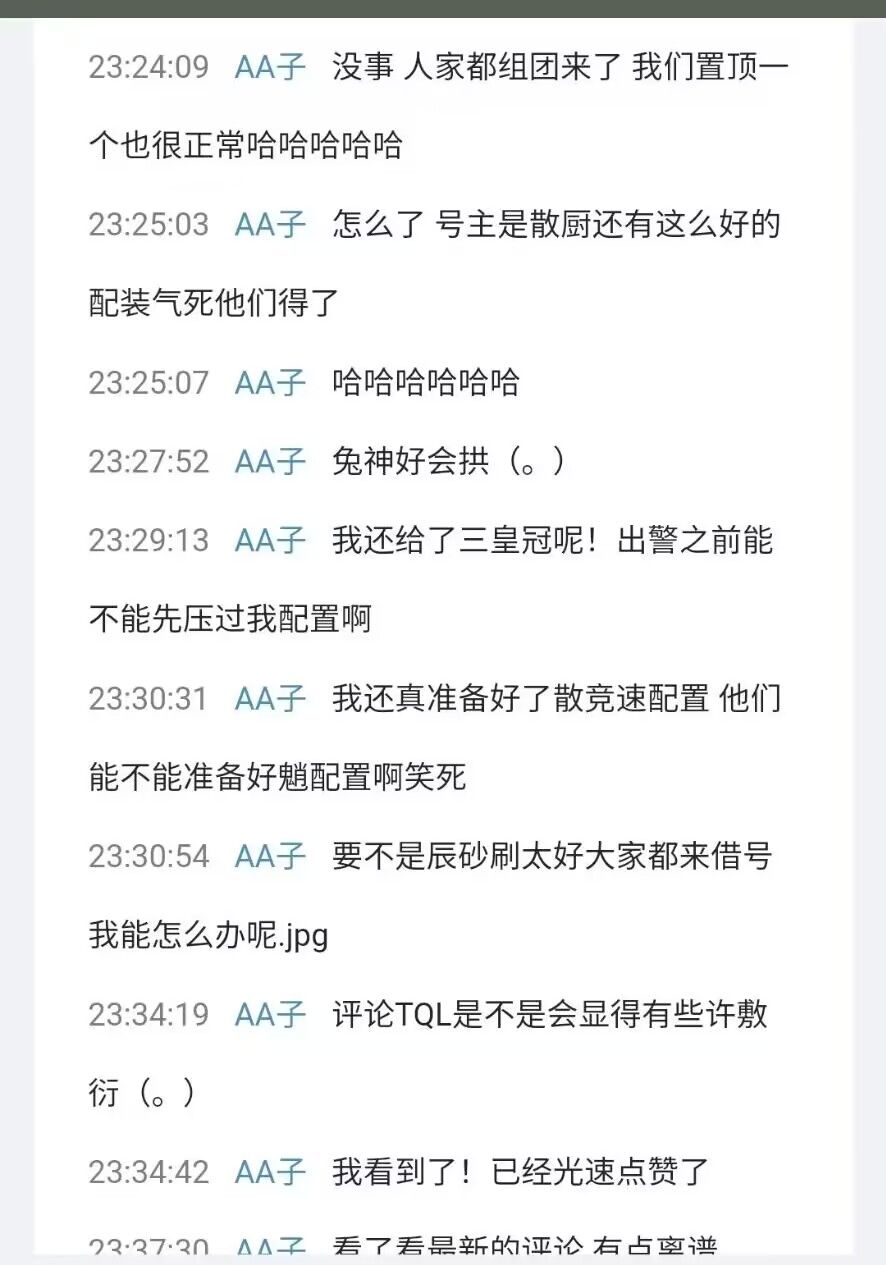 23:24:09 AA子 没事 人家都组团来了 我们置顶一
个也很正常哈哈哈哈哈
23:25:03 AA子 怎么了 号主是散厨还有这么好的
配装气死他们得了
23:25:07 AA子 哈哈哈哈哈哈
23:27:52 AA子 兔神好会拱（。）
23:29:13 AA子 我还给了三皇冠呢！出警之前能
不能先压过我配置啊
23:30:31 AA子 我还真准备好了散竞速配置 他们
能不能准备好魈配置啊笑死
23:30:54 AA子 要不是辰砂刷太好大家都来借号
我能怎么办呢.jpg
23:34:19 AA子 评论TQL是不是会显得有些许敷
衍（。）
23:34:42 AA子 我看到了！已经光速点赞了
23:37:30 AA子 看了看最新的评论 有点离谱